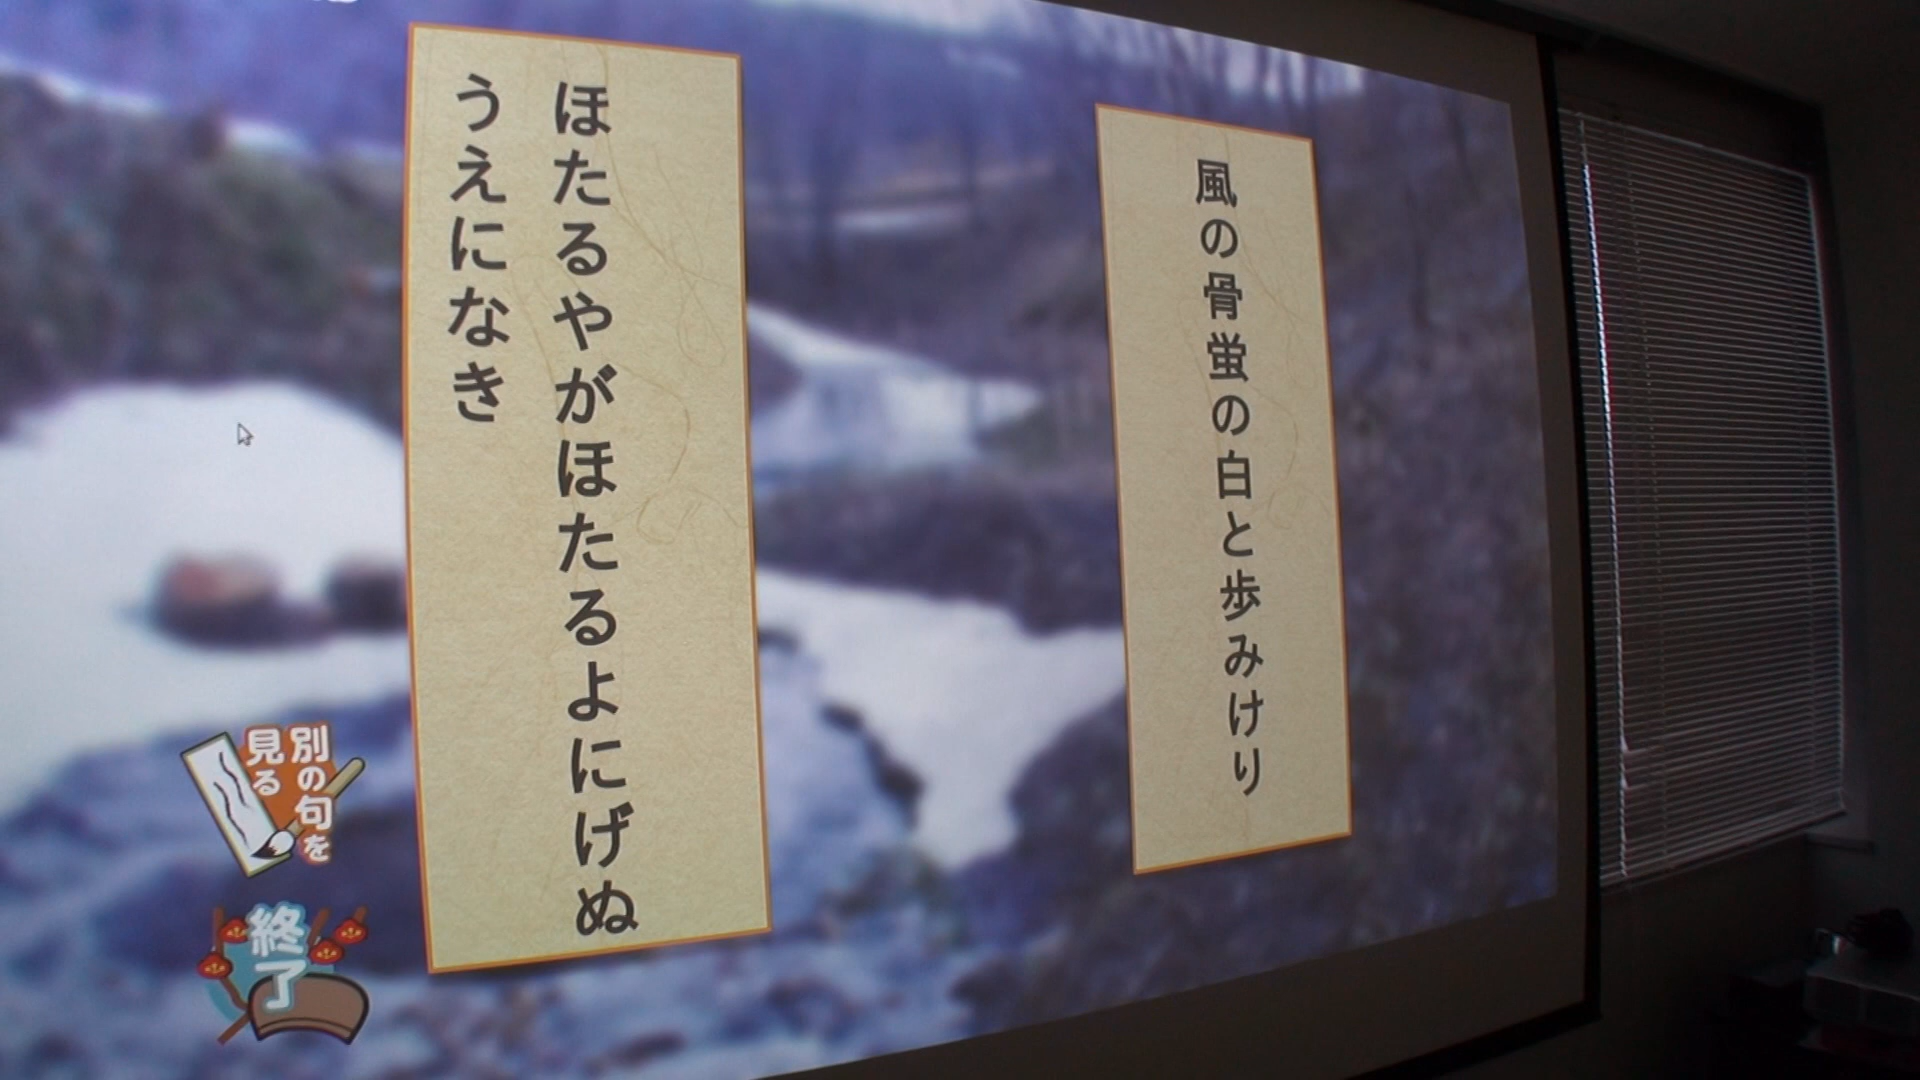 風の骨蛍の白と歩みけり
ほたるやがほたるよにげぬ
うえになき
別の句を
見る
終了